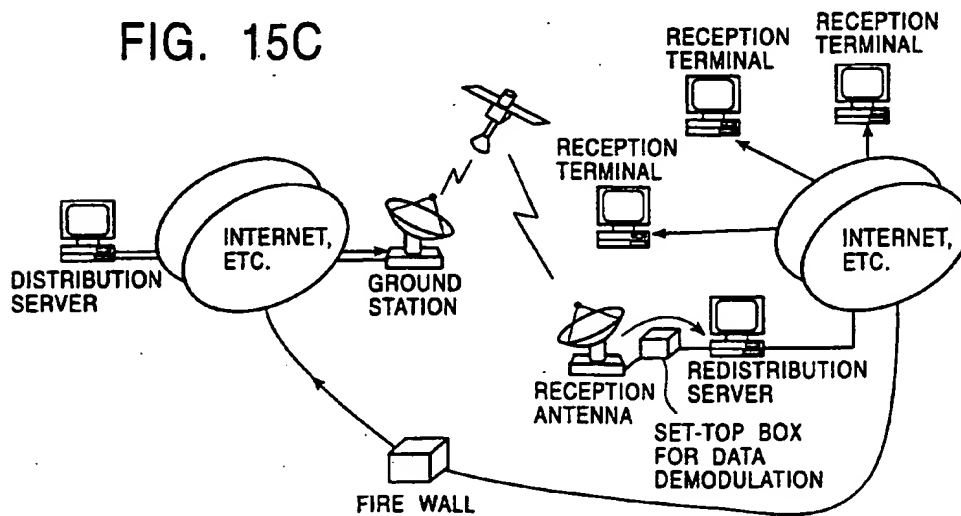 FIG. 15C
RECEPTION
TERMINAL
RECEPTION
TERMINAL
RECEPTION
TERMINAL
DISTRIBUTION
SERVER
INTERNET,
ETC.
GROUND
STATION
INTERNET,
ETC.
RECEPTION
ANTENNA
REDISTRIBUTION
SERVER
SET-TOP BOX
FOR DATA
DEMODULATION
FIRE WALL